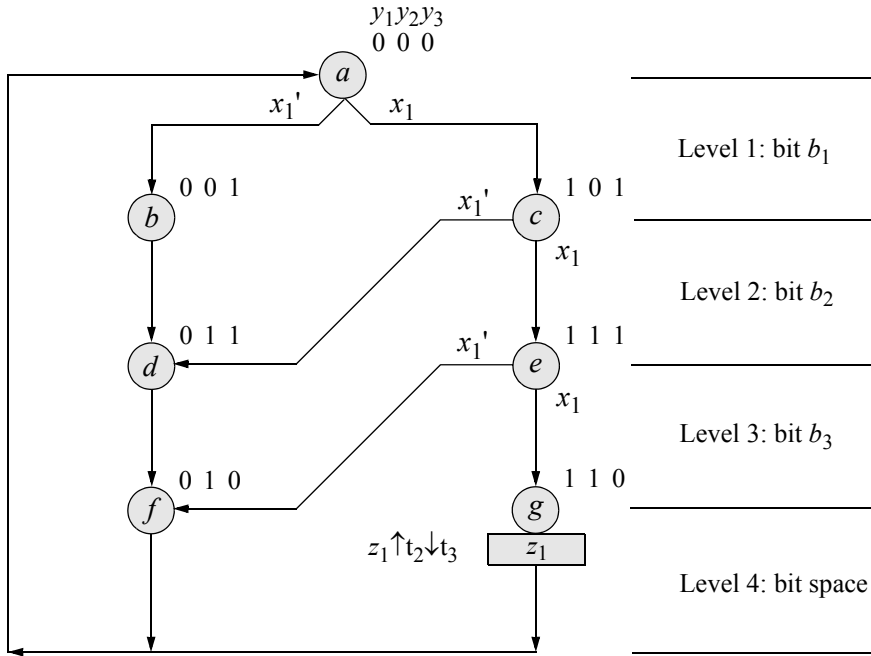 y₁y₂y₃
0 0 0
a
x₁' x₁
Level 1: bit b₁
0 0 1
1 0 1
b
x₁'
c
x₁
Level 2: bit b₂
0 1 1
1 1 1
d
x₁'
e
x₁
Level 3: bit b₃
0 1 0
1 1 0
f
g
z₁↑t₂↓t₃
z₁
Level 4: bit space